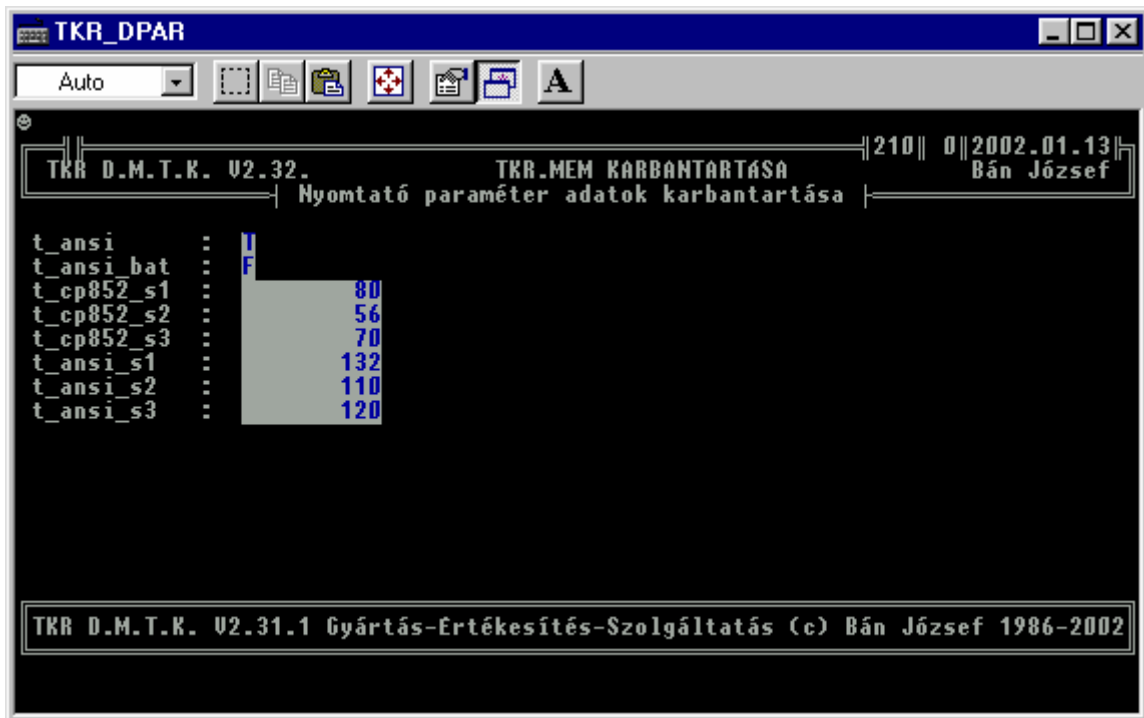 TKR_DPAR
Auto
A
210 0 2002.01.13
TKR D.M.T.K. V2.32. TKR.MEM KARBANTARTáSA Bán József
Nyomtató paraméter adatok karbantartása
t_ansi : T
t_ansi_bat : F
t_cp852_s1 : 80
t_cp852_s2 : 56
t_cp852_s3 : 70
t_ansi_s1 : 132
t_ansi_s2 : 110
t_ansi_s3 : 120
TKR D.M.T.K. V2.31.1 Gyártás-Értékesítés-Szolgáltatás (c) Bán József 1986-2002